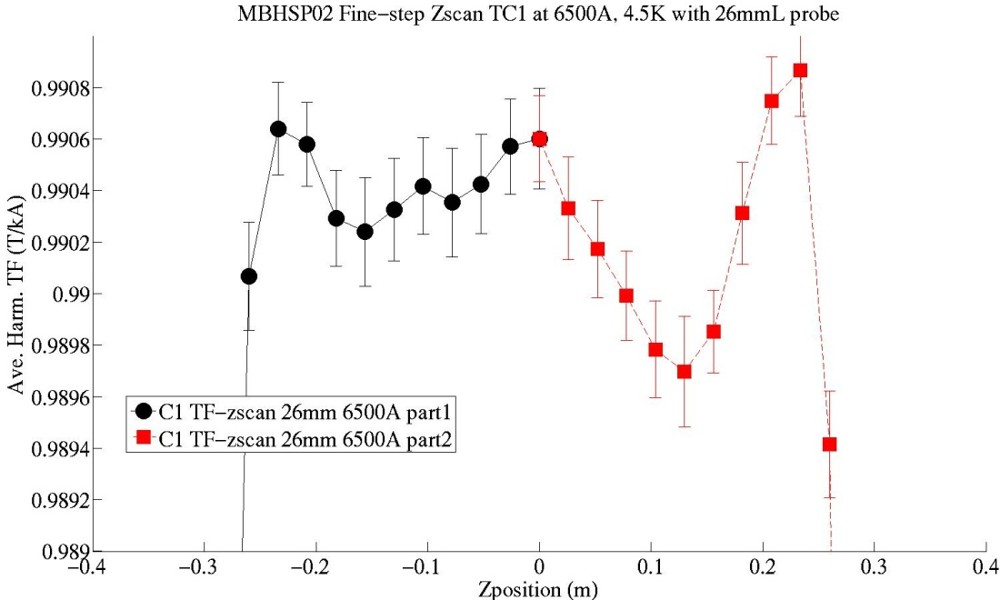 MBHSP02 Fine−step Zscan TC1 at 6500A, 4.5K with 26mmL probe
Ave. Harm. TF (T/kA)
0.9908
0.9906
0.9904
0.9902
0.99
0.9898
0.9896
0.9894
0.9892
0.989
C1 TF−zscan 26mm 6500A part1
C1 TF−zscan 26mm 6500A part2
−0.4 −0.3 −0.2 −0.1 0 0.1 0.2 0.3 0.4
Zposition (m)